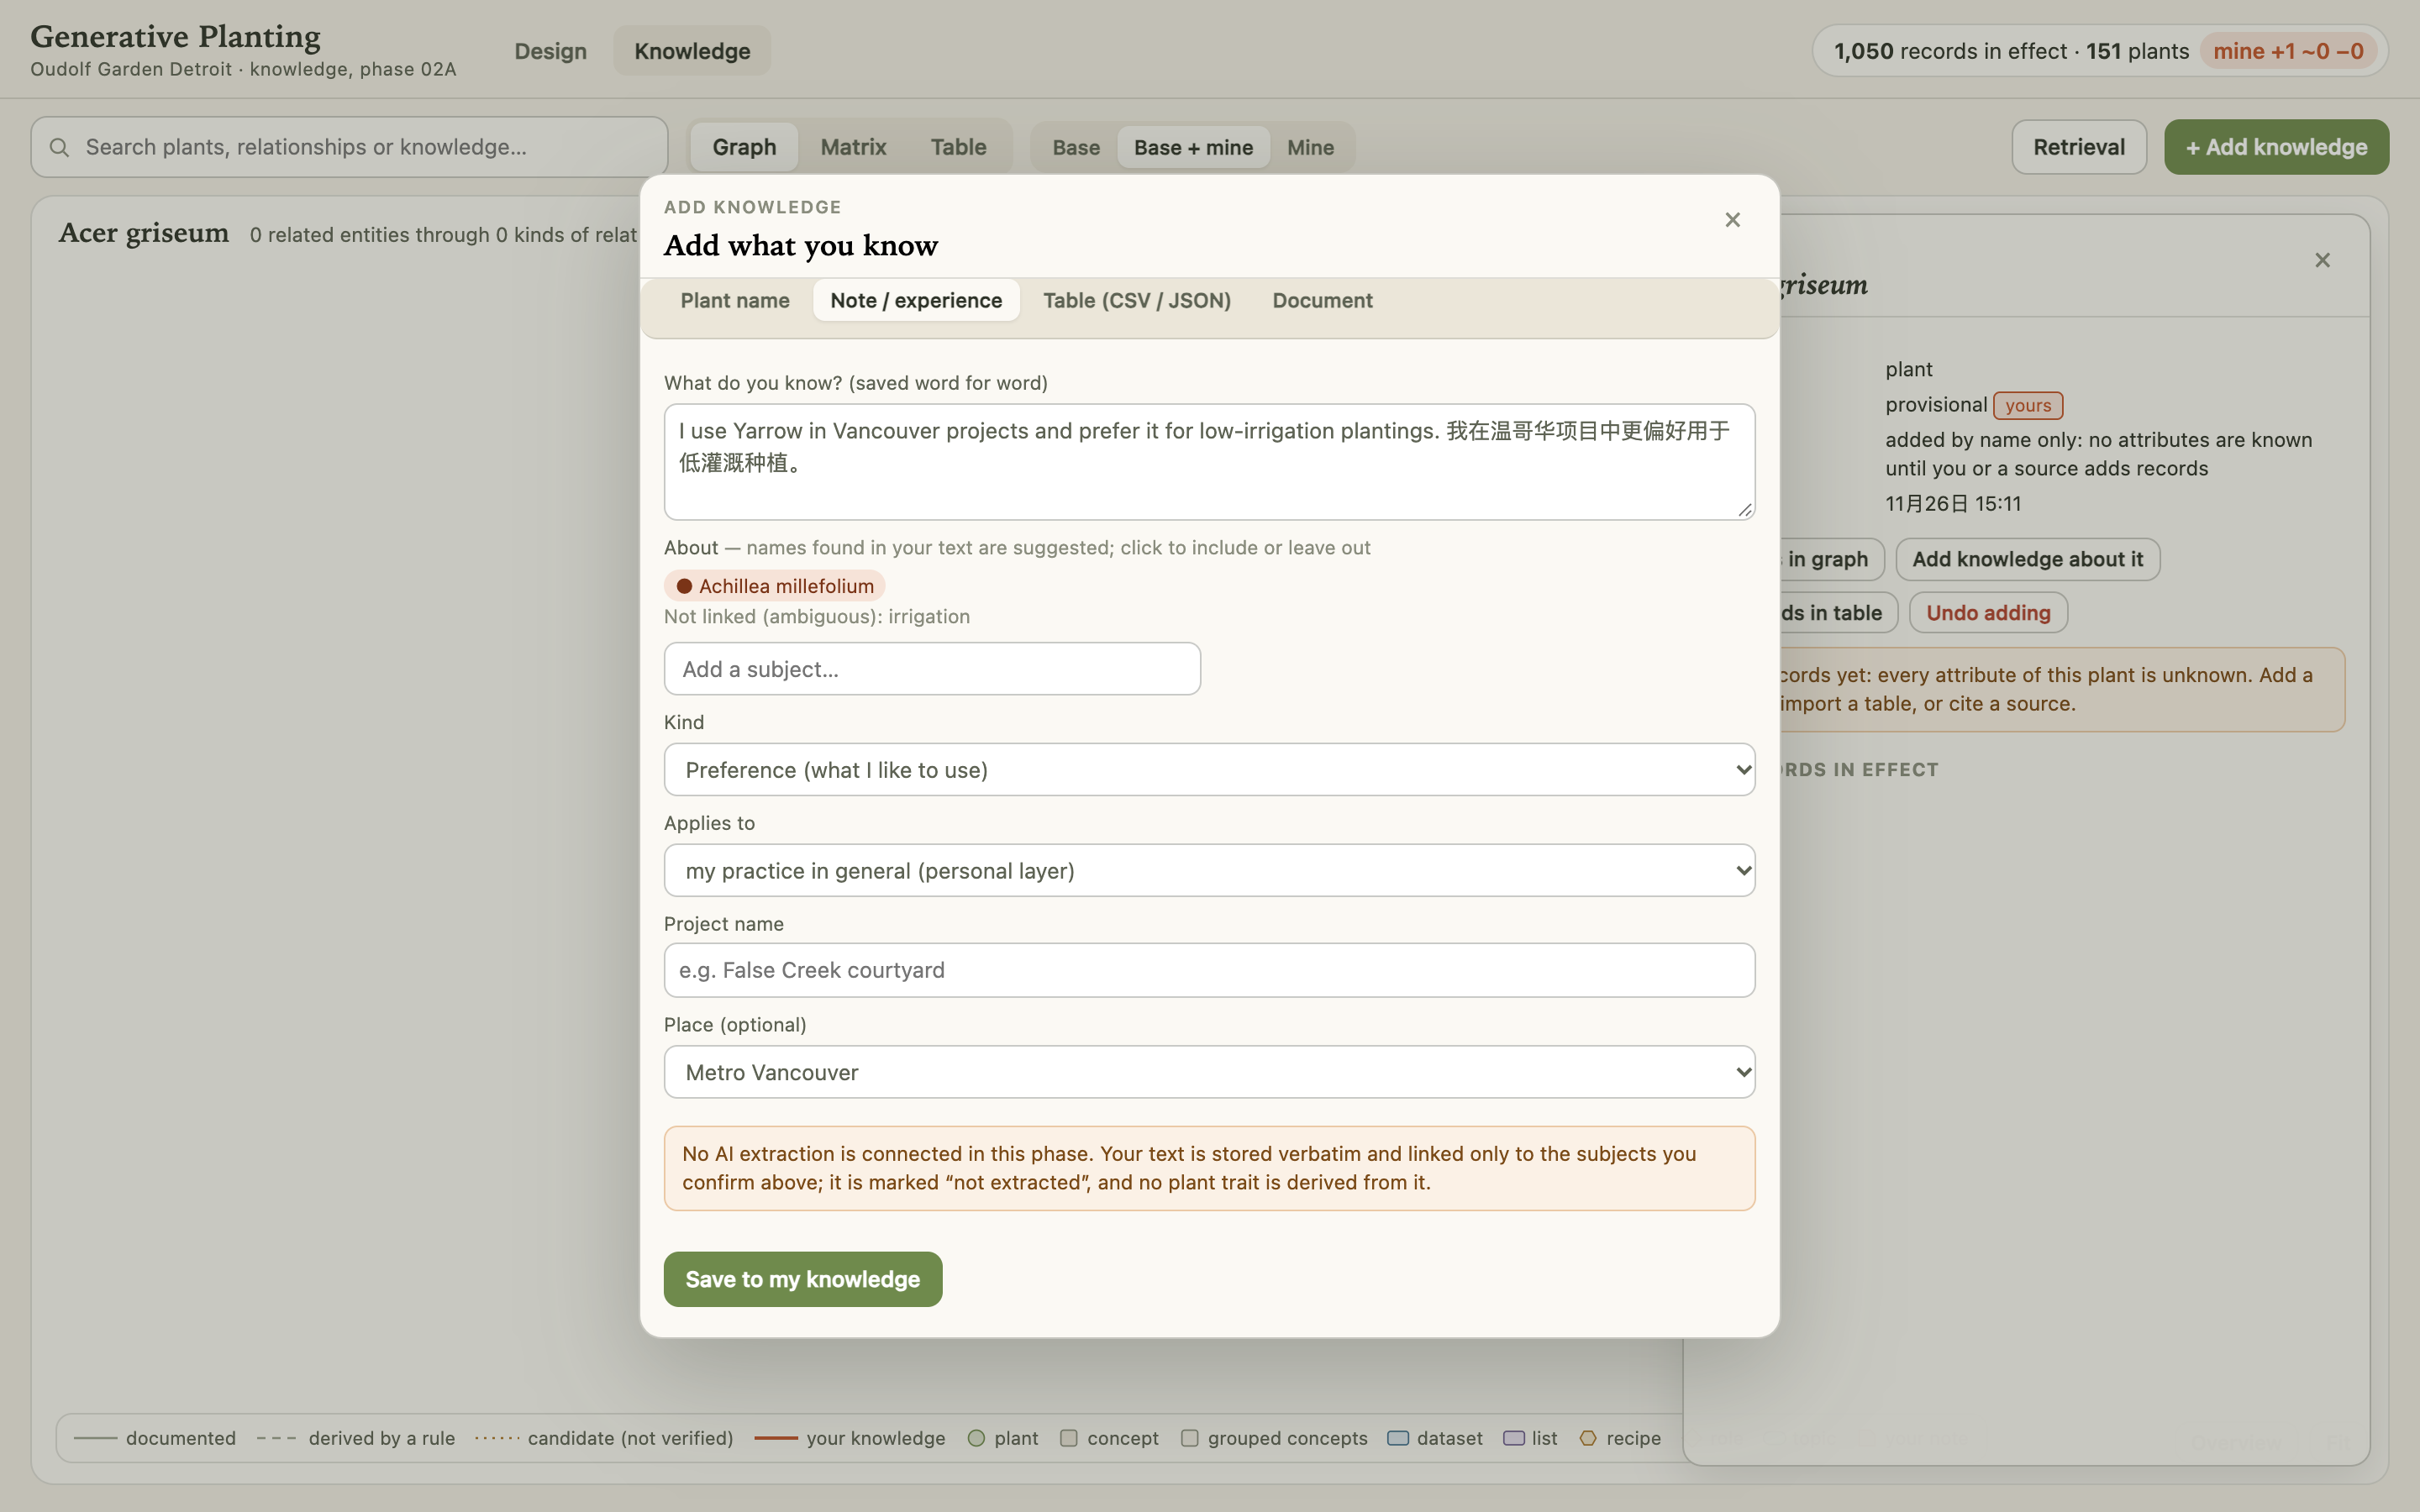 Generative Planting
Oudolf Garden Detroit · knowledge, phase 02A
Design
Knowledge
1,050 records in effect · 151 plants mine +1 ~0 −0
Search plants, relationships or knowledge...
Graph
Matrix
Table
Base
Base + mine
Mine
Retrieval
+ Add knowledge
Acer griseum 0 related entities through 0 kinds of relat
ADD KNOWLEDGE
Add what you know
×
Plant name
Note / experience
Table (CSV / JSON)
Document
What do you know? (saved word for word)
I use Yarrow in Vancouver projects and prefer it for low-irrigation plantings. 我在温哥华项目中更偏好用于
低灌溉种植。
About — names found in your text are suggested; click to include or leave out
Achillea millefolium
Not linked (ambiguous): irrigation
Add a subject...
Kind
Preference (what I like to use)
Applies to
my practice in general (personal layer)
Project name
e.g. False Creek courtyard
Place (optional)
Metro Vancouver
No AI extraction is connected in this phase. Your text is stored verbatim and linked only to the subjects you
confirm above; it is marked “not extracted”, and no plant trait is derived from it.
Save to my knowledge
×
griseum
plant
provisional yours
added by name only: no attributes are known
until you or a source adds records
11月26日 15:11
in graph
Add knowledge about it
ds in table
Undo adding
cords yet: every attribute of this plant is unknown. Add a
import a table, or cite a source.
RDS IN EFFECT
documented
derived by a rule
candidate (not verified)
your knowledge
plant
concept
grouped concepts
dataset
list
recipe